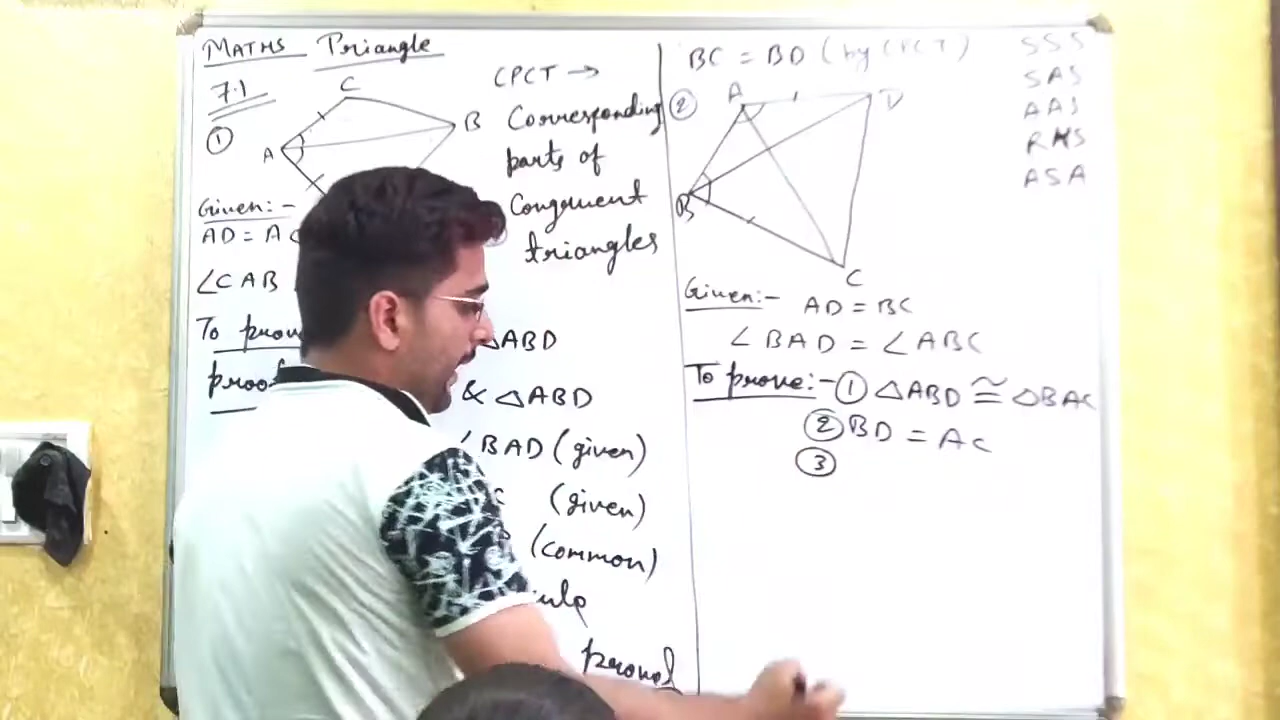 MATHS Triangle
7.1
①
C
A
B
Given:-
AD = AC
∠CAB
To prove
△ABD
proof
& △ABD
∠BAD (given)
(given)
(common)
proved
CPCT →
Corresponding
parts of
Congruent
triangles
BC = BD (by CPCT)
②
A
D
B
C
Given:- AD = BC
∠BAD = ∠ABC
To prove:- ① △ABD ≅ △BAC
② BD = AC
③
SSS
SAS
AAS
RHS
ASA